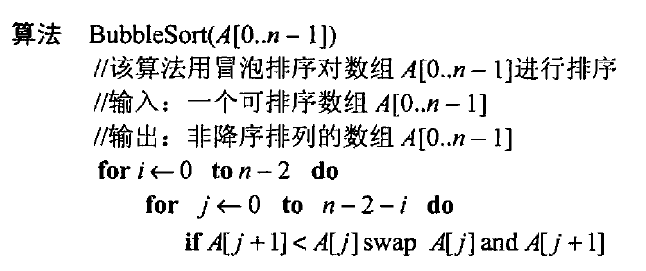 算法 BubbleSort(A[0..n − 1])
//该算法用冒泡排序对数组 A[0..n − 1]进行排序
//输入：一个可排序数组 A[0..n − 1]
//输出：非降序排列的数组 A[0..n − 1]
for i ← 0 to n − 2 do
for j ← 0 to n − 2 − i do
if A[j + 1] < A[j] swap A[j] and A[j + 1]